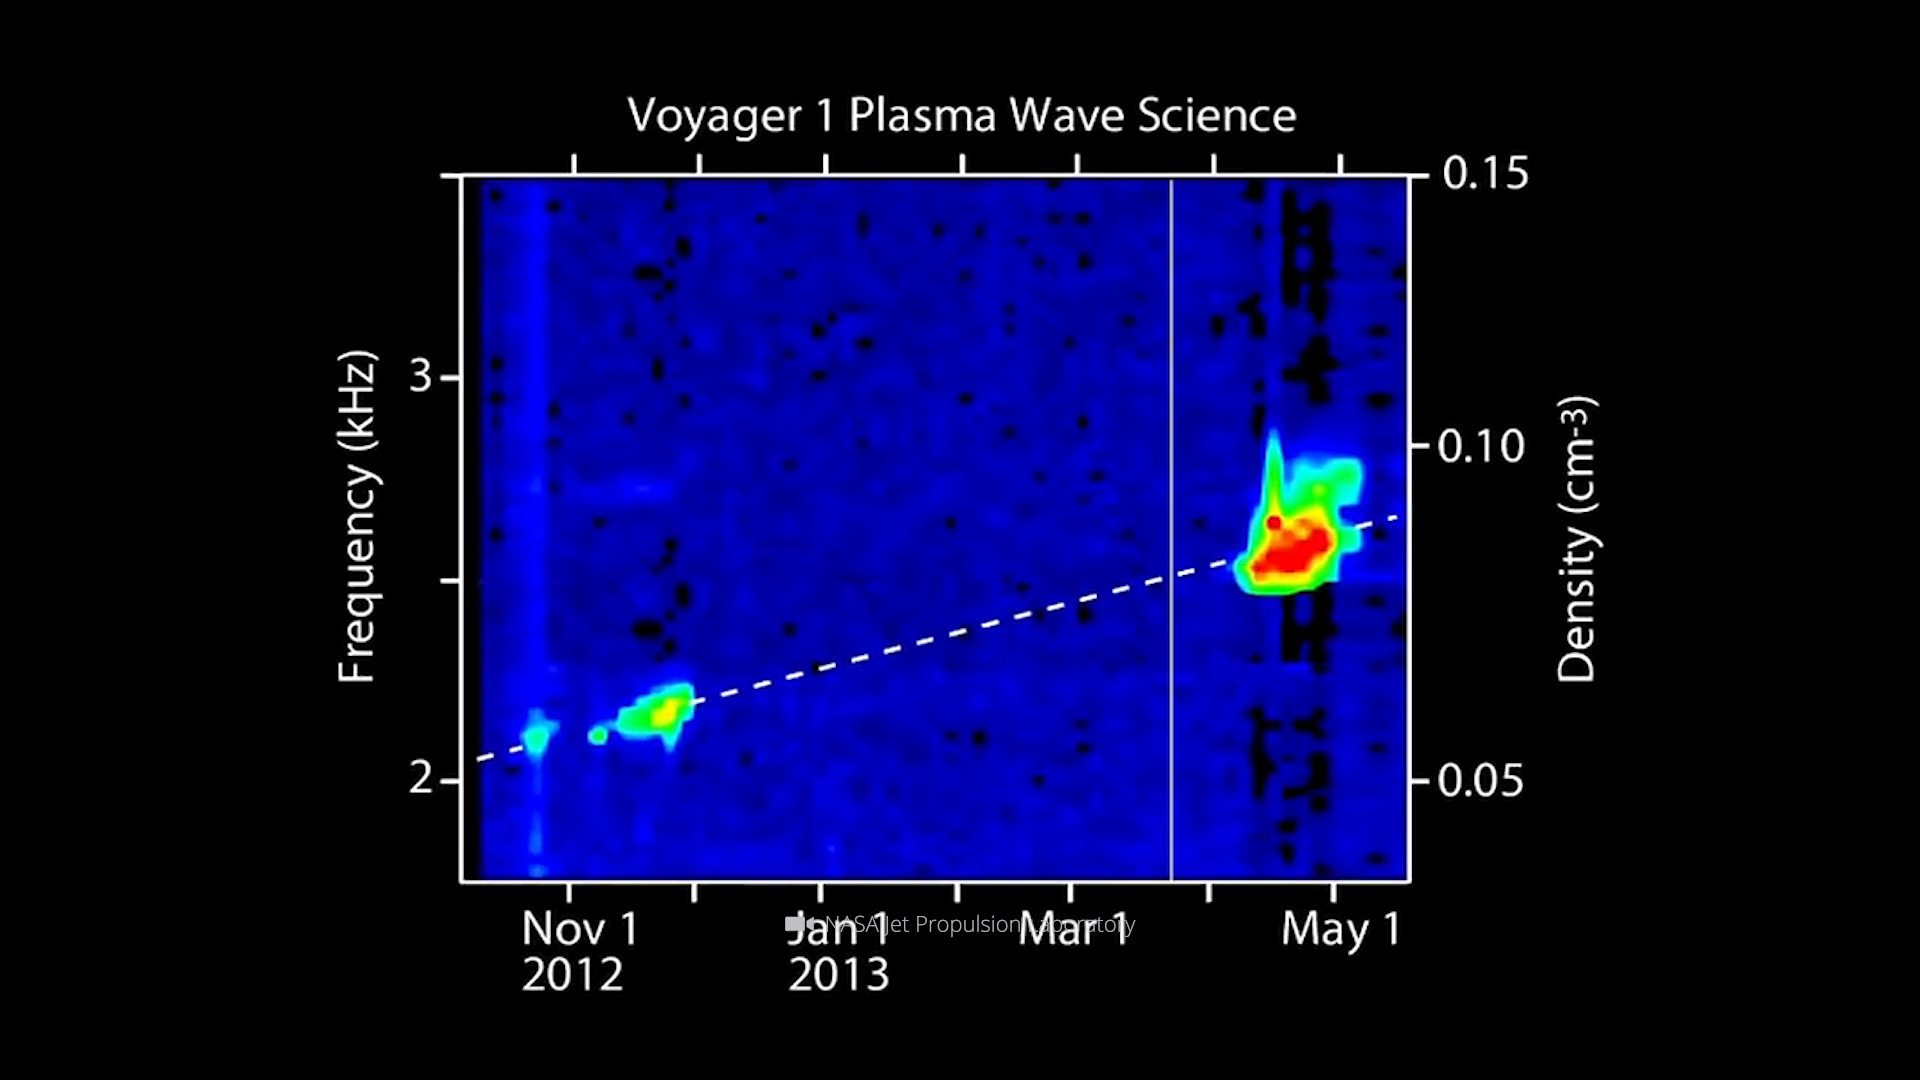 Voyager 1 Plasma Wave Science
0.15
3
0.10
Frequency (kHz)
Density (cm-3)
2
0.05
Nov 1
2012
Jan 1
2013
Mar 1
May 1
NASA Jet Propulsion Laboratory